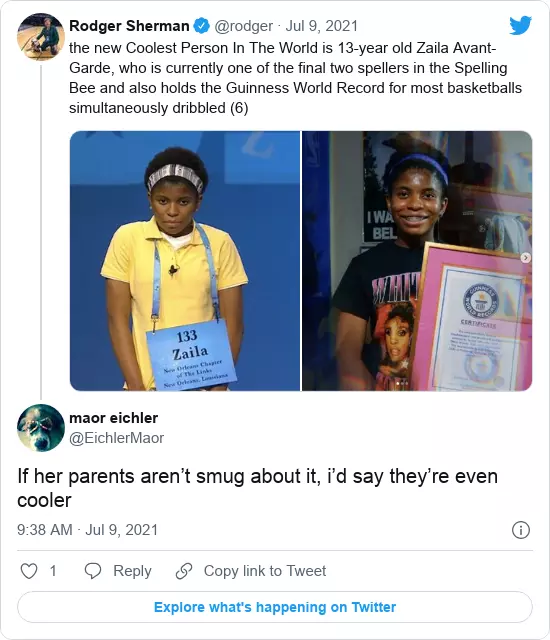 Rodger Sherman @rodger · Jul 9, 2021
the new Coolest Person In The World is 13-year old Zaila Avant-
Garde, who is currently one of the final two spellers in the Spelling
Bee and also holds the Guinness World Record for most basketballs
simultaneously dribbled (6)
133
Zaila
New Orleans Chapter
of The Links
New Orleans, Louisiana
I WA
BEL
WHIT
GUINNESS
WORLD RECORDS
CERTIFICATE
maor eichler
@EichlerMaor
If her parents aren't smug about it, i'd say they're even
cooler
9:38 AM · Jul 9, 2021
1 Reply Copy link to Tweet
Explore what's happening on Twitter